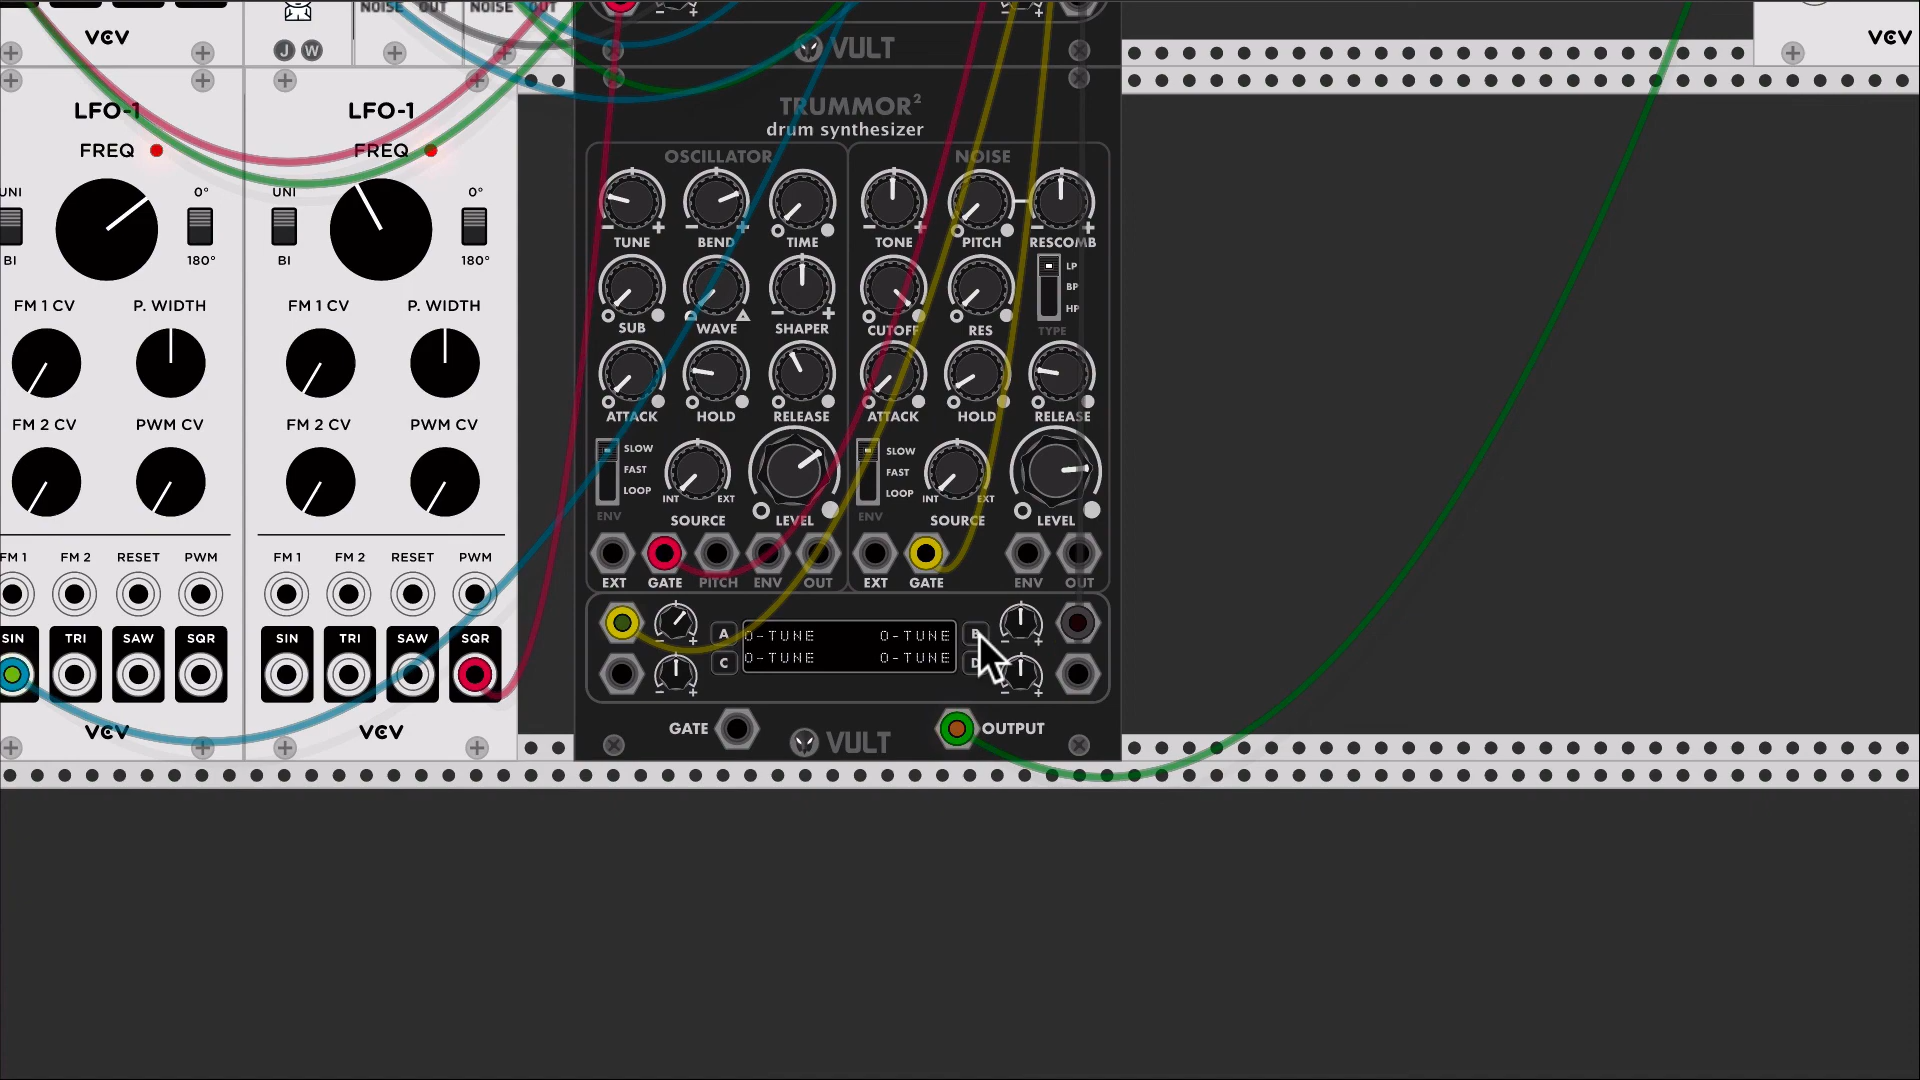 NOISE OUT NOISE OUT
VCV
J W
VULT
VCV
LFO-1
FREQ
UNI 0°
BI 180°
FM 1 CV P. WIDTH
FM 2 CV PWM CV
FM 1 FM 2 RESET PWM
SIN TRI SAW SQR
VCV
LFO-1
FREQ
UNI 0°
BI 180°
FM 1 CV P. WIDTH
FM 2 CV PWM CV
FM 1 FM 2 RESET PWM
SIN TRI SAW SQR
VCV
TRUMMOR²
drum synthesizer
OSCILLATOR NOISE
TUNE BEND TIME TONE PITCH RESCOMB
LP
BP
HP
SUB WAVE SHAPER CUTOFF RES TYPE
ATTACK HOLD RELEASE ATTACK HOLD RELEASE
SLOW SLOW
FAST FAST
LOOP INT EXT LOOP INT EXT
ENV SOURCE LEVEL ENV SOURCE LEVEL
EXT GATE PITCH ENV OUT EXT GATE ENV OUT
A 0-TUNE 0-TUNE B
C 0-TUNE 0-TUNE D
GATE VULT OUTPUT